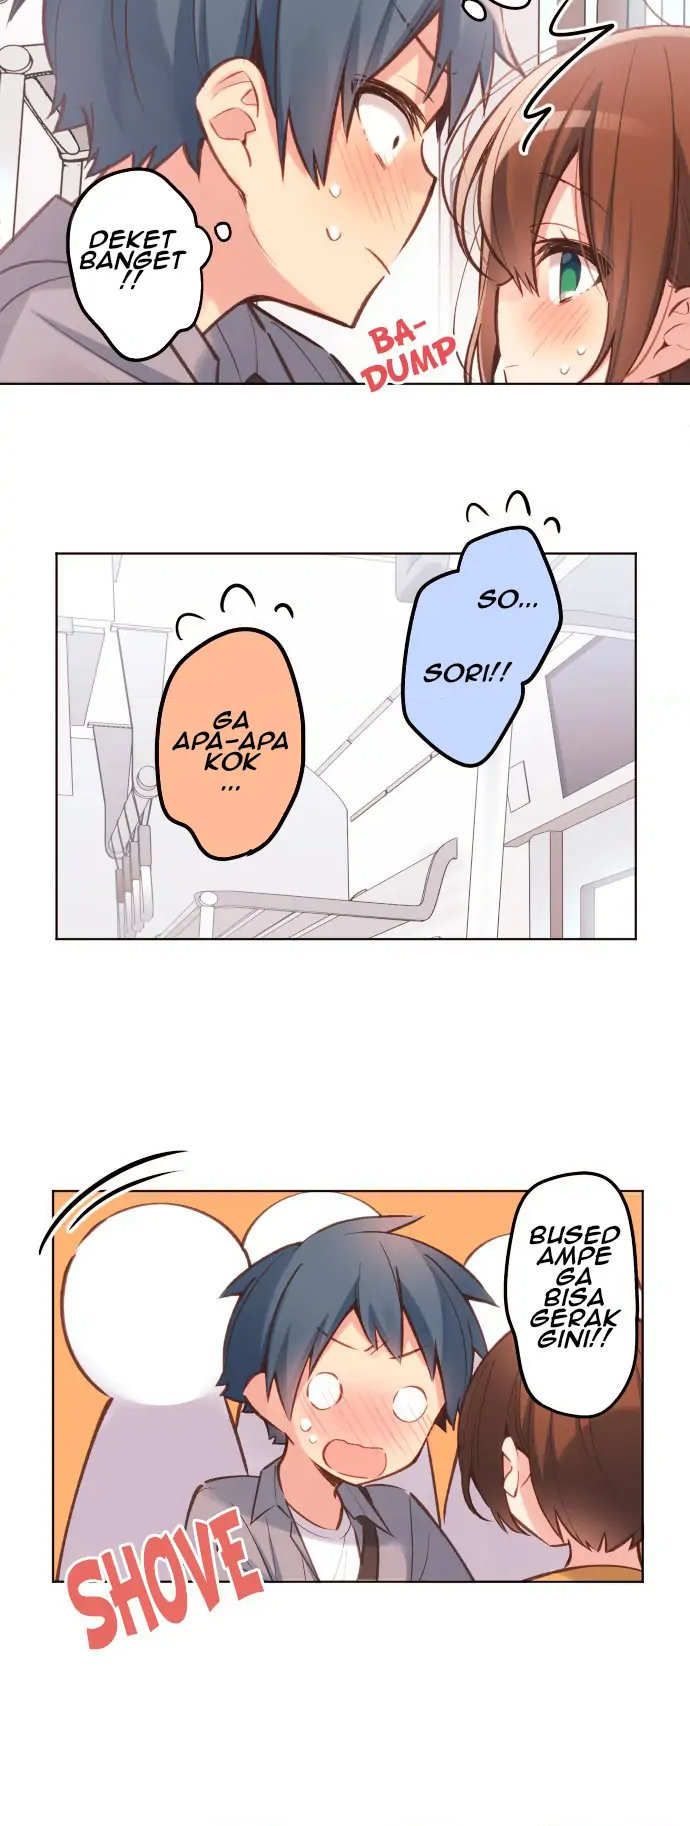 DEKET
BANGET
!!
BA-
DUMP
SO...
SORI!!
GA
APA-APA
KOK
...
BUSED
AMPE
GA
BISA
GERAK
GINI!!
SHOVE